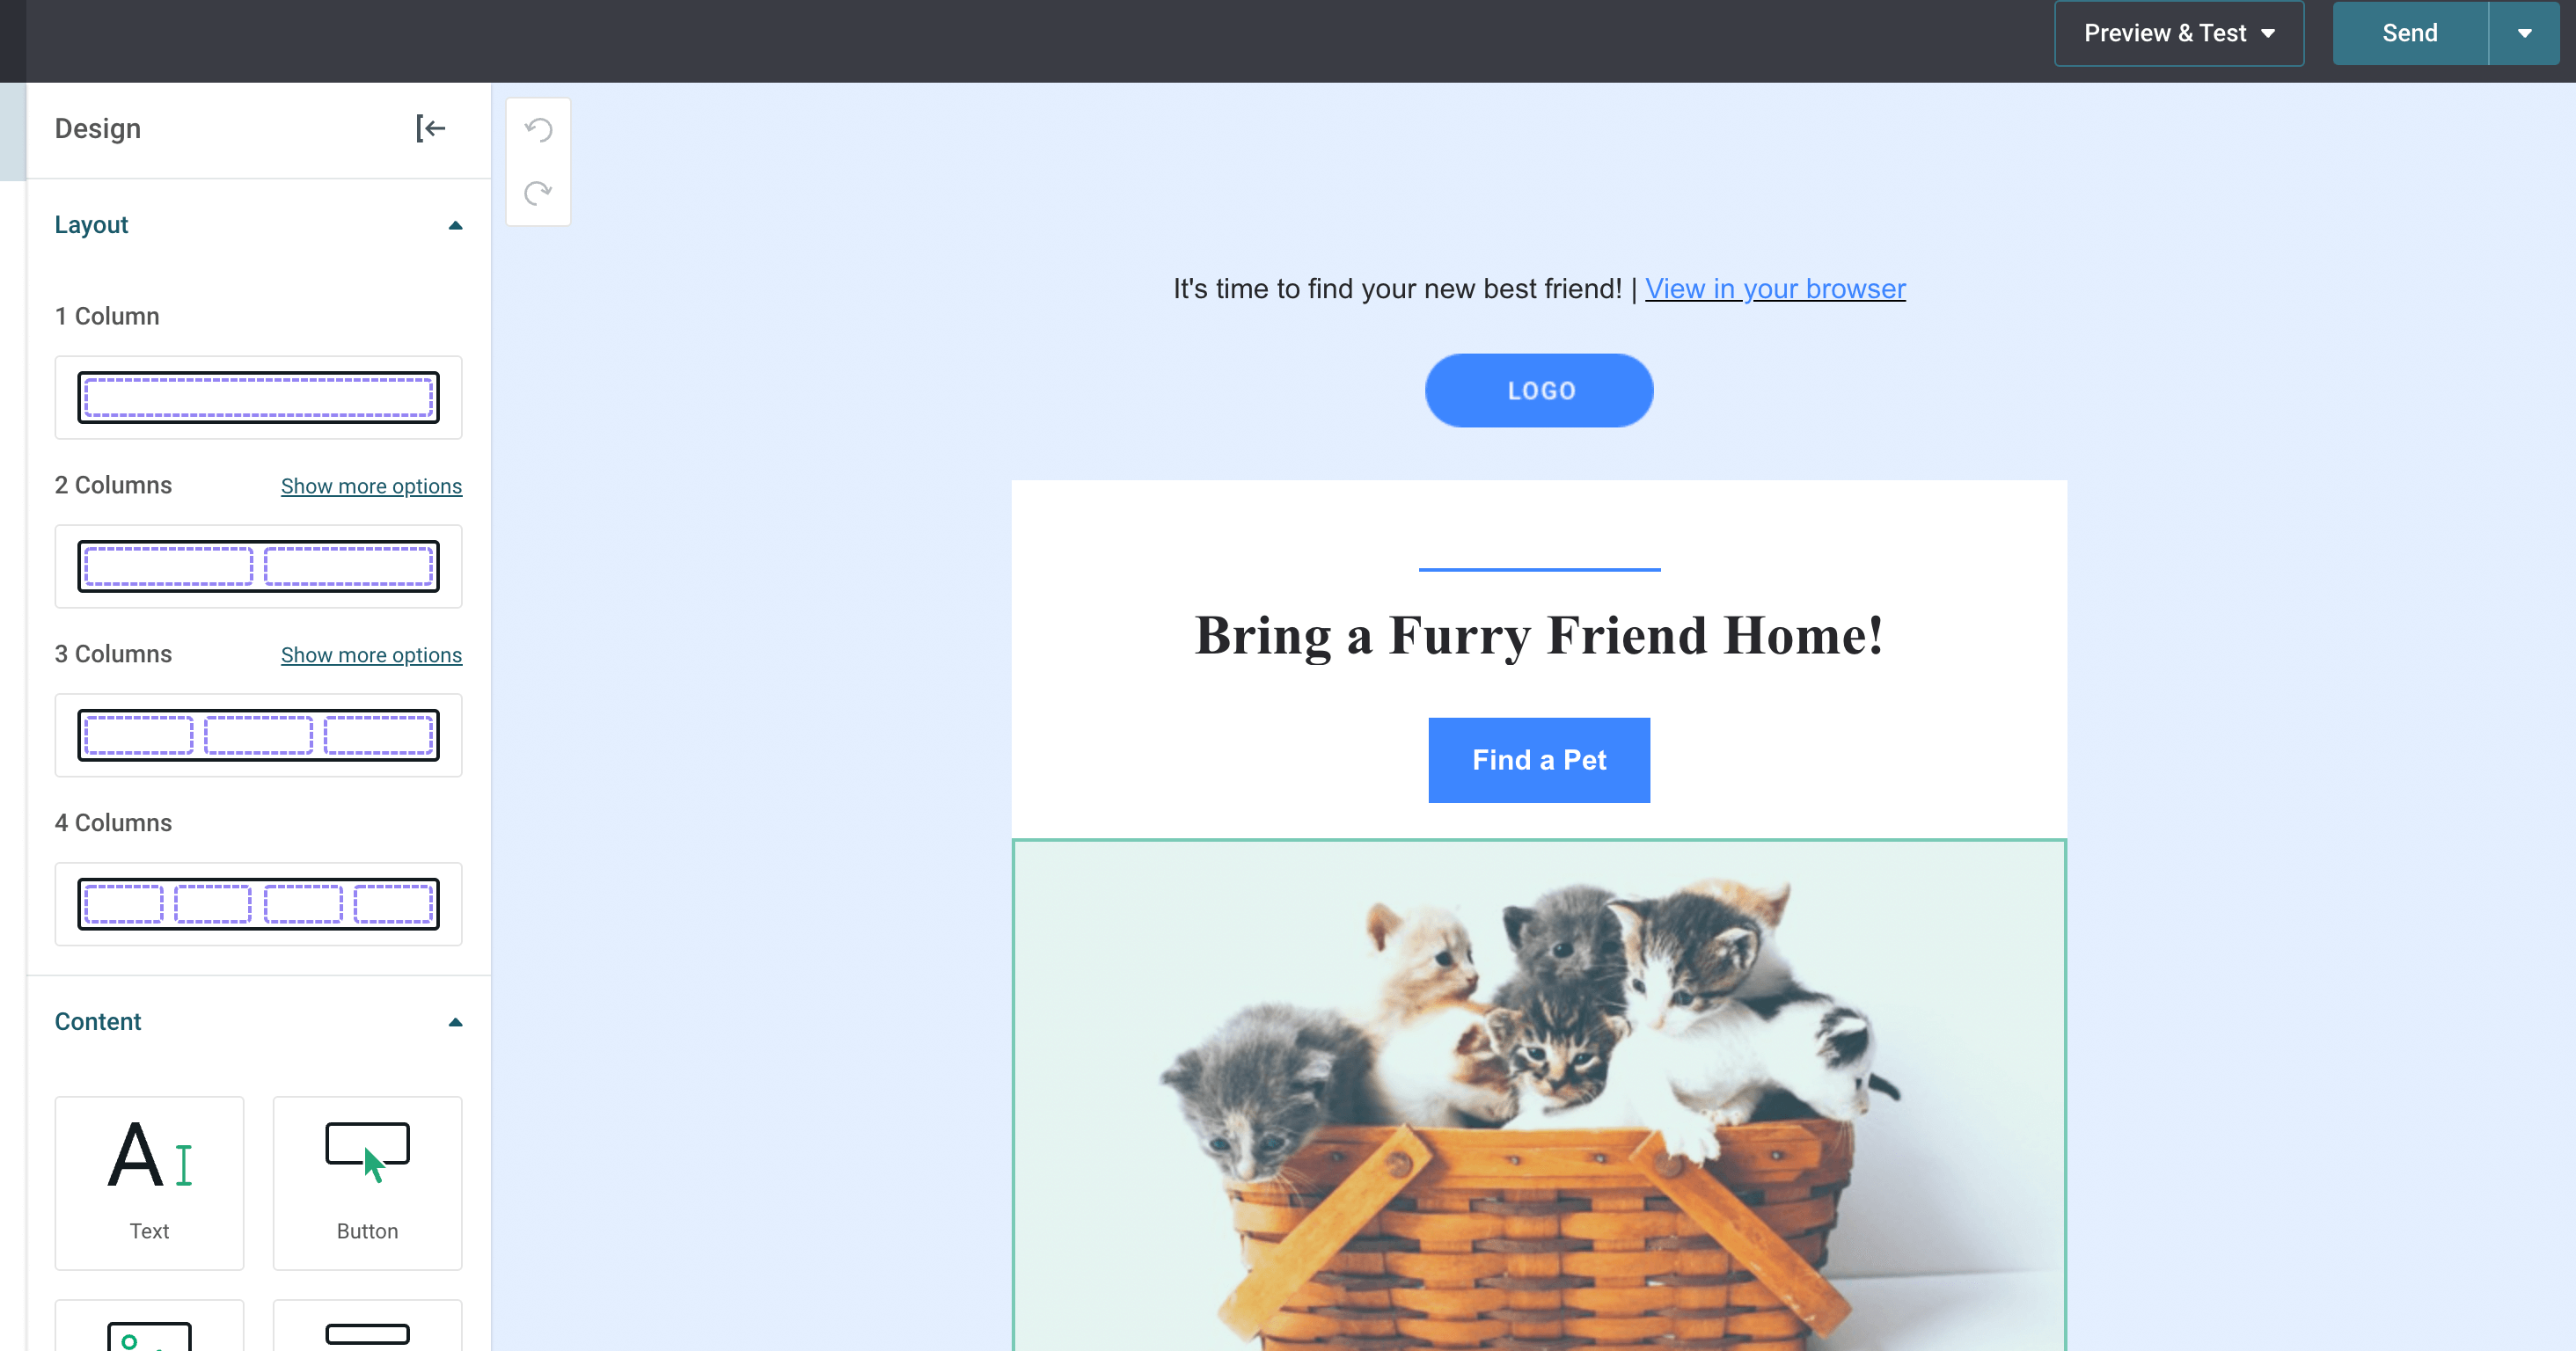 Preview & Test
Send
Design
Layout
1 Column
2 Columns Show more options
3 Columns Show more options
4 Columns
Content
Text
Button
It's time to find your new best friend! | View in your browser
LOGO
Bring a Furry Friend Home!
Find a Pet